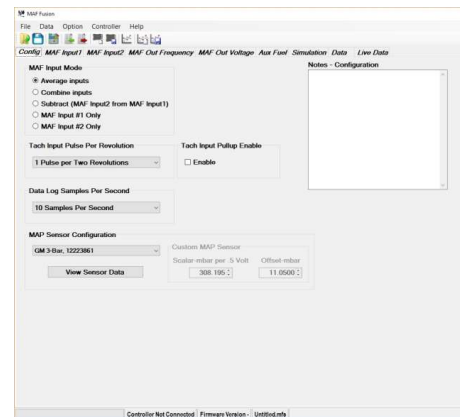 MAF Fusion
File Data Option Controller Help
Config MAF Input1 MAF Input2 MAF Out Frequency MAF Out Voltage Aux Fuel Simulation Data Live Data
MAF Input Mode
Average inputs
Combine inputs
Subtract (MAF Input2 from MAF Input1)
MAF Input #1 Only
MAF Input #2 Only
Notes - Configuration
Tach Input Pulse Per Revolution
1 Pulse per Two Revolutions
Tach Input Pullup Enable
Enable
Data Log Samples Per Second
10 Samples Per Second
MAP Sensor Configuration
GM 3-Bar, 12223861
View Sensor Data
Custom MAP Sensor
Scalar-mbar per .5 Volt Offset-mbar
308.195 11.0500
Controller Not Connected Firmware Version - Untitled.mfs